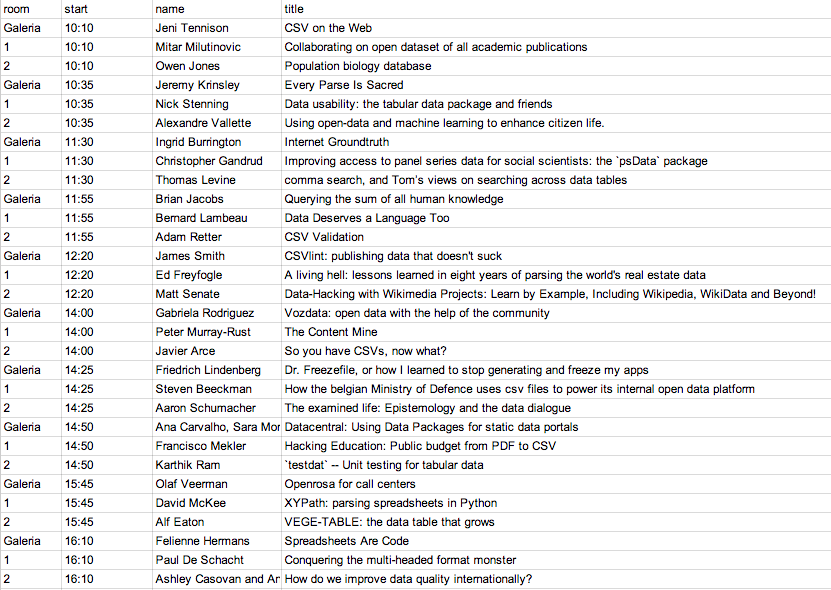 room start name title
Galeria 10:10 Jeni Tennison CSV on the Web
1 10:10 Mitar Milutinovic Collaborating on open dataset of all academic publications
2 10:10 Owen Jones Population biology database
Galeria 10:35 Jeremy Krinsley Every Parse Is Sacred
1 10:35 Nick Stenning Data usability: the tabular data package and friends
2 10:35 Alexandre Vallette Using open-data and machine learning to enhance citizen life.
Galeria 11:30 Ingrid Burrington Internet Groundtruth
1 11:30 Christopher Gandrud Improving access to panel series data for social scientists: the `psData` package
2 11:30 Thomas Levine comma search, and Tom's views on searching across data tables
Galeria 11:55 Brian Jacobs Querying the sum of all human knowledge
1 11:55 Bernard Lambeau Data Deserves a Language Too
2 11:55 Adam Retter CSV Validation
Galeria 12:20 James Smith CSVlint: publishing data that doesn't suck
1 12:20 Ed Freyfogle A living hell: lessons learned in eight years of parsing the world's real estate data
2 12:20 Matt Senate Data-Hacking with Wikimedia Projects: Learn by Example, Including Wikipedia, WikiData and Beyond!
Galeria 14:00 Gabriela Rodriguez Vozdata: open data with the help of the community
1 14:00 Peter Murray-Rust The Content Mine
2 14:00 Javier Arce So you have CSVs, now what?
Galeria 14:25 Friedrich Lindenberg Dr. Freezefile, or how I learned to stop generating and freeze my apps
1 14:25 Steven Beeckman How the belgian Ministry of Defence uses csv files to power its internal open data platform
2 14:25 Aaron Schumacher The examined life: Epistemology and the data dialogue
Galeria 14:50 Ana Carvalho, Sara Mor Datacentral: Using Data Packages for static data portals
1 14:50 Francisco Mekler Hacking Education: Public budget from PDF to CSV
2 14:50 Karthik Ram `testdat` -- Unit testing for tabular data
Galeria 15:45 Olaf Veerman Openrosa for call centers
1 15:45 David McKee XYPath: parsing spreadsheets in Python
2 15:45 Alf Eaton VEGE-TABLE: the data table that grows
Galeria 16:10 Felienne Hermans Spreadsheets Are Code
1 16:10 Paul De Schacht Conquering the multi-headed format monster
2 16:10 Ashley Casovan and An How do we improve data quality internationally?